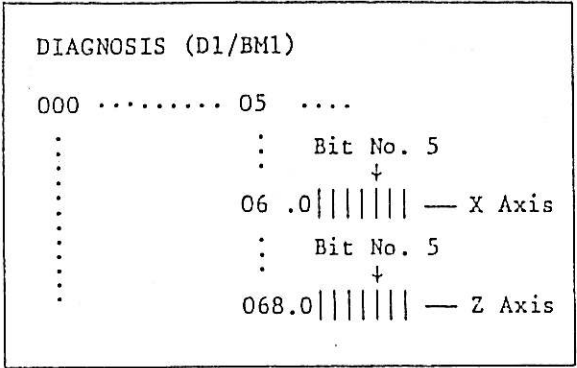 DIAGNOSIS (D1/BM1)
000 ......... 05 ....
Bit No. 5
06 .0||||||| — X Axis
Bit No. 5
068.0||||||| — Z Axis